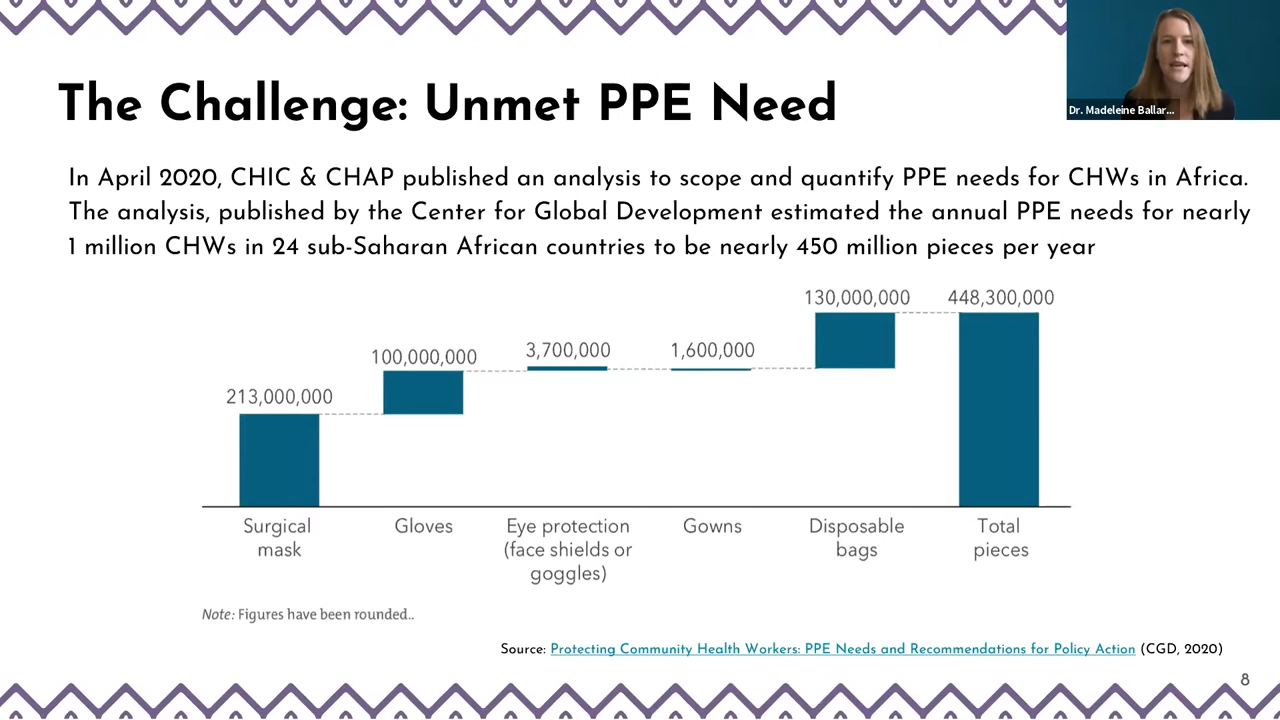 The Challenge: Unmet PPE Need
Dr. Madeleine Ballar...
In April 2020, CHIC & CHAP published an analysis to scope and quantify PPE needs for CHWs in Africa.
The analysis, published by the Center for Global Development estimated the annual PPE needs for nearly
1 million CHWs in 24 sub-Saharan African countries to be nearly 450 million pieces per year
213,000,000
100,000,000
3,700,000
1,600,000
130,000,000
448,300,000
Surgical
mask
Gloves
Eye protection
(face shields or
goggles)
Gowns
Disposable
bags
Total
pieces
Note: Figures have been rounded..
Source: Protecting Community Health Workers: PPE Needs and Recommendations for Policy Action (CGD, 2020)
8